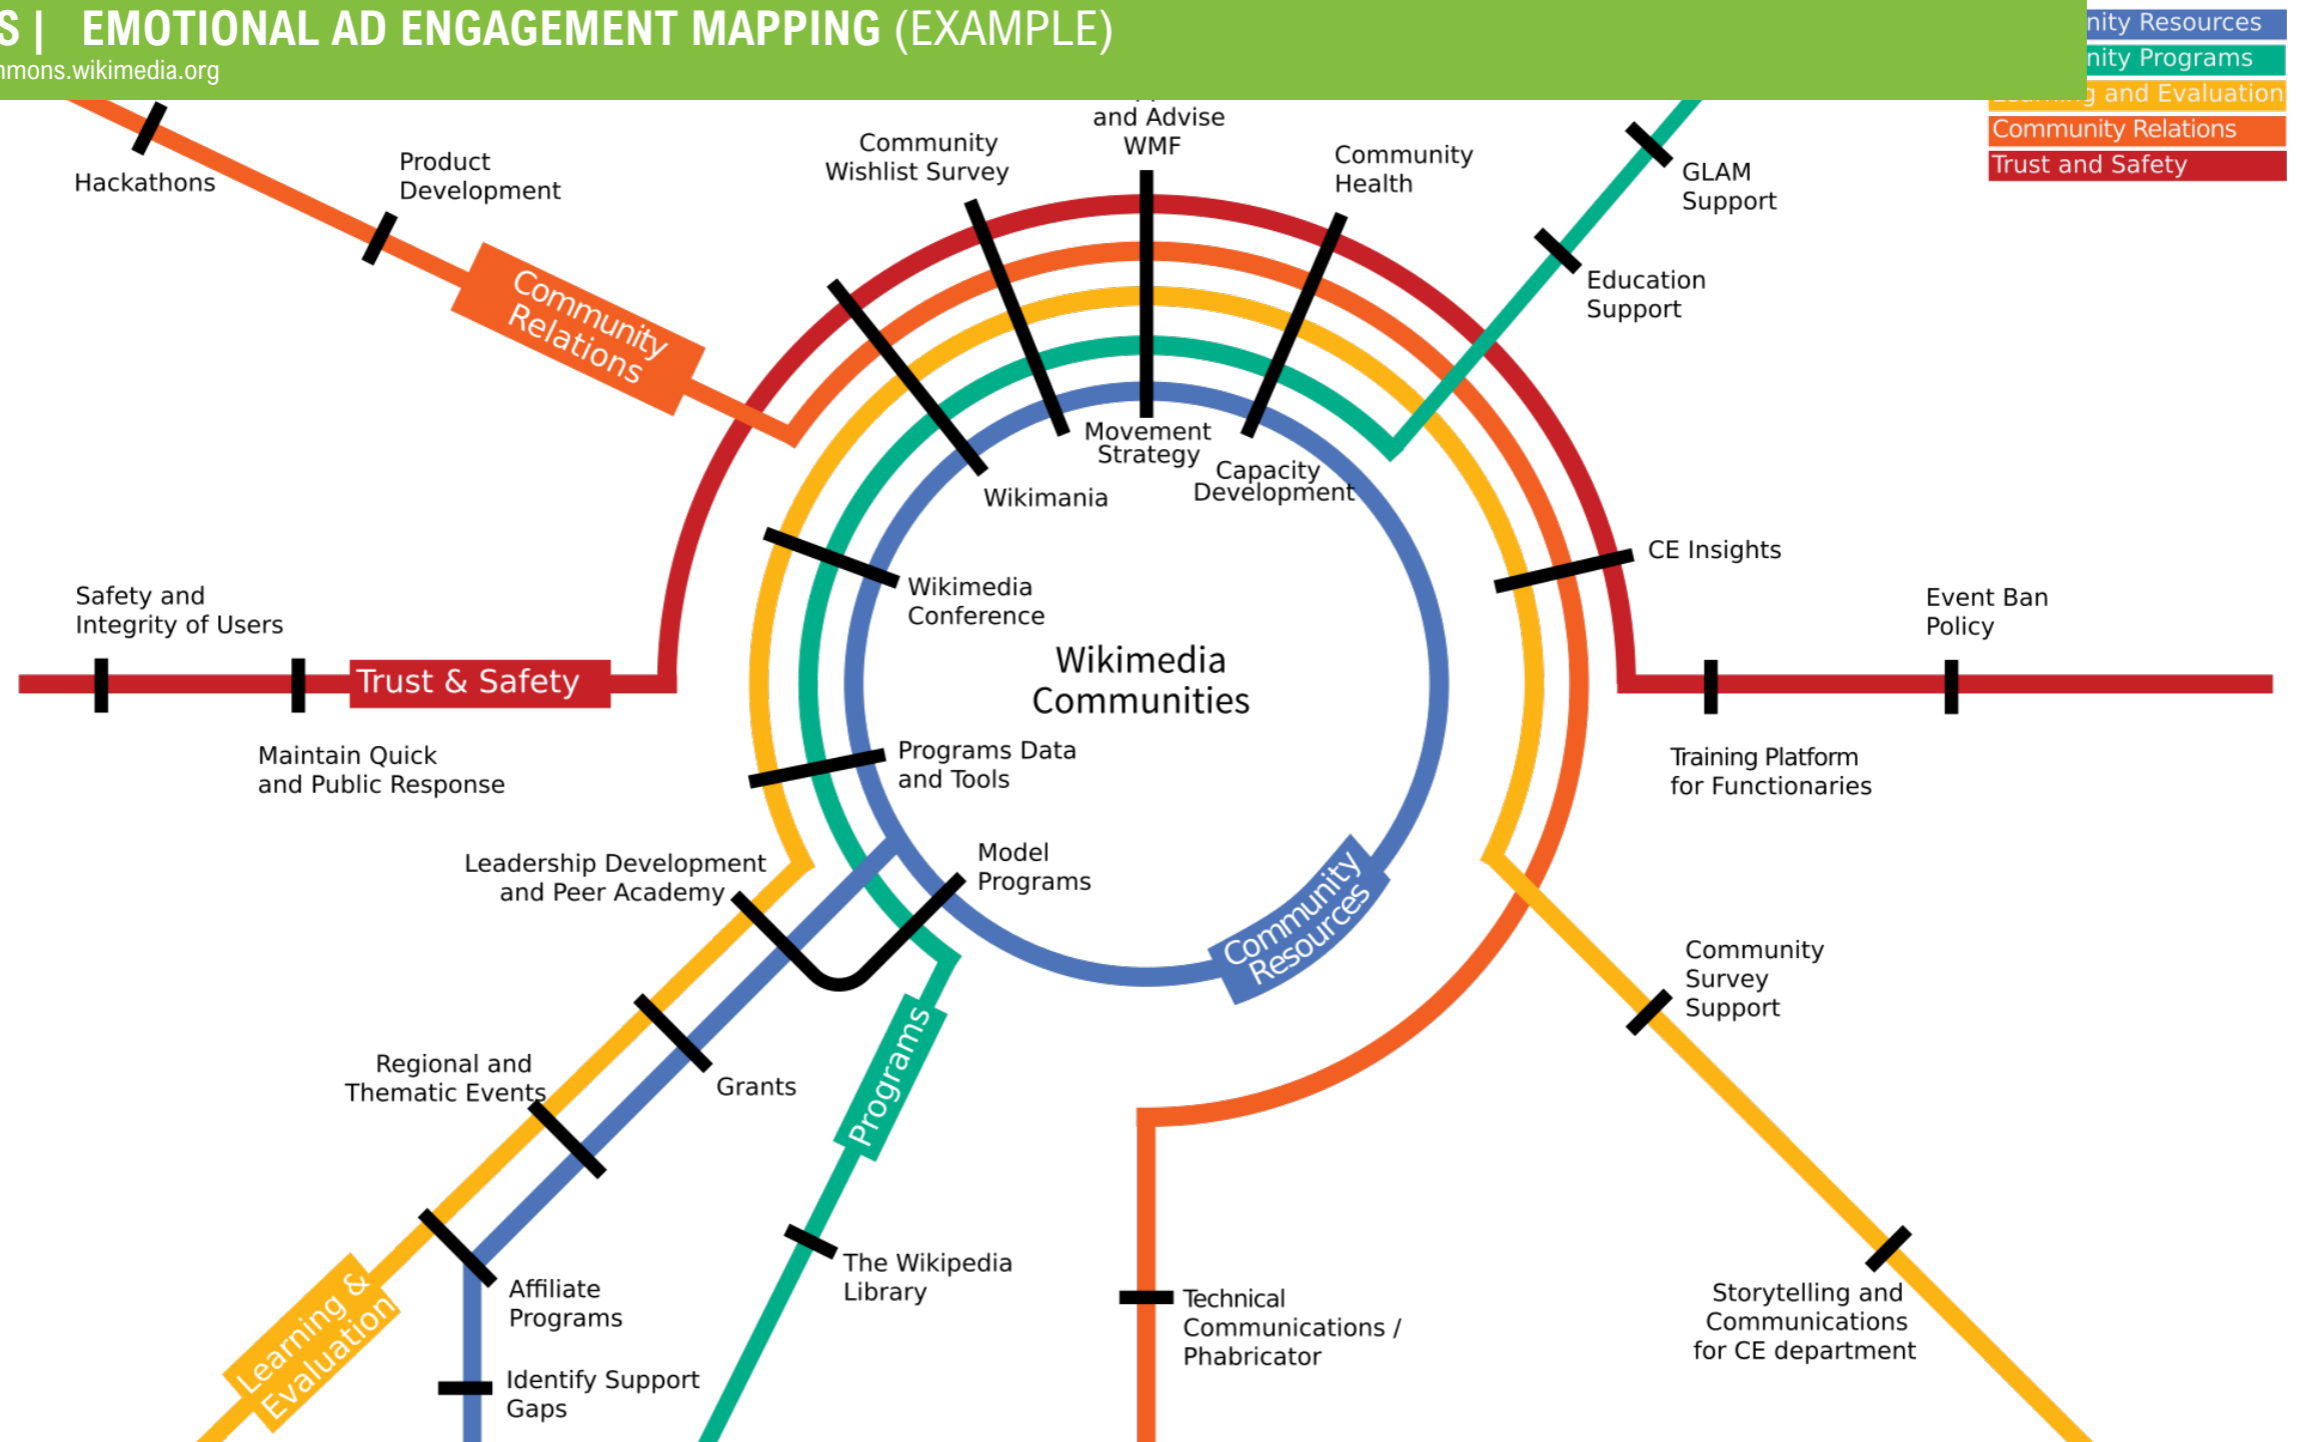 S | EMOTIONAL AD ENGAGEMENT MAPPING (EXAMPLE)
mmons.wikimedia.org
nity Resources
nity Programs
and Evaluation
Community Relations
Trust and Safety
Hackathons
Product
Development
Community
Relations
Community
Wishlist Survey
and Advise
WMF
Community
Health
GLAM
Support
Education
Support
Movement
Strategy
Capacity
Development
Wikimania
Wikimedia
Conference
CE Insights
Safety and
Integrity of Users
Trust & Safety
Maintain Quick
and Public Response
Wikimedia
Communities
Event Ban
Policy
Training Platform
for Functionaries
Programs Data
and Tools
Model
Programs
Leadership Development
and Peer Academy
Community
Resources
Community
Survey
Support
Regional and
Thematic Events
Grants
Programs
The Wikipedia
Library
Affiliate
Programs
Learning &
Evaluation
Identify Support
Gaps
Technical
Communications /
Phabricator
Storytelling and
Communications
for CE department